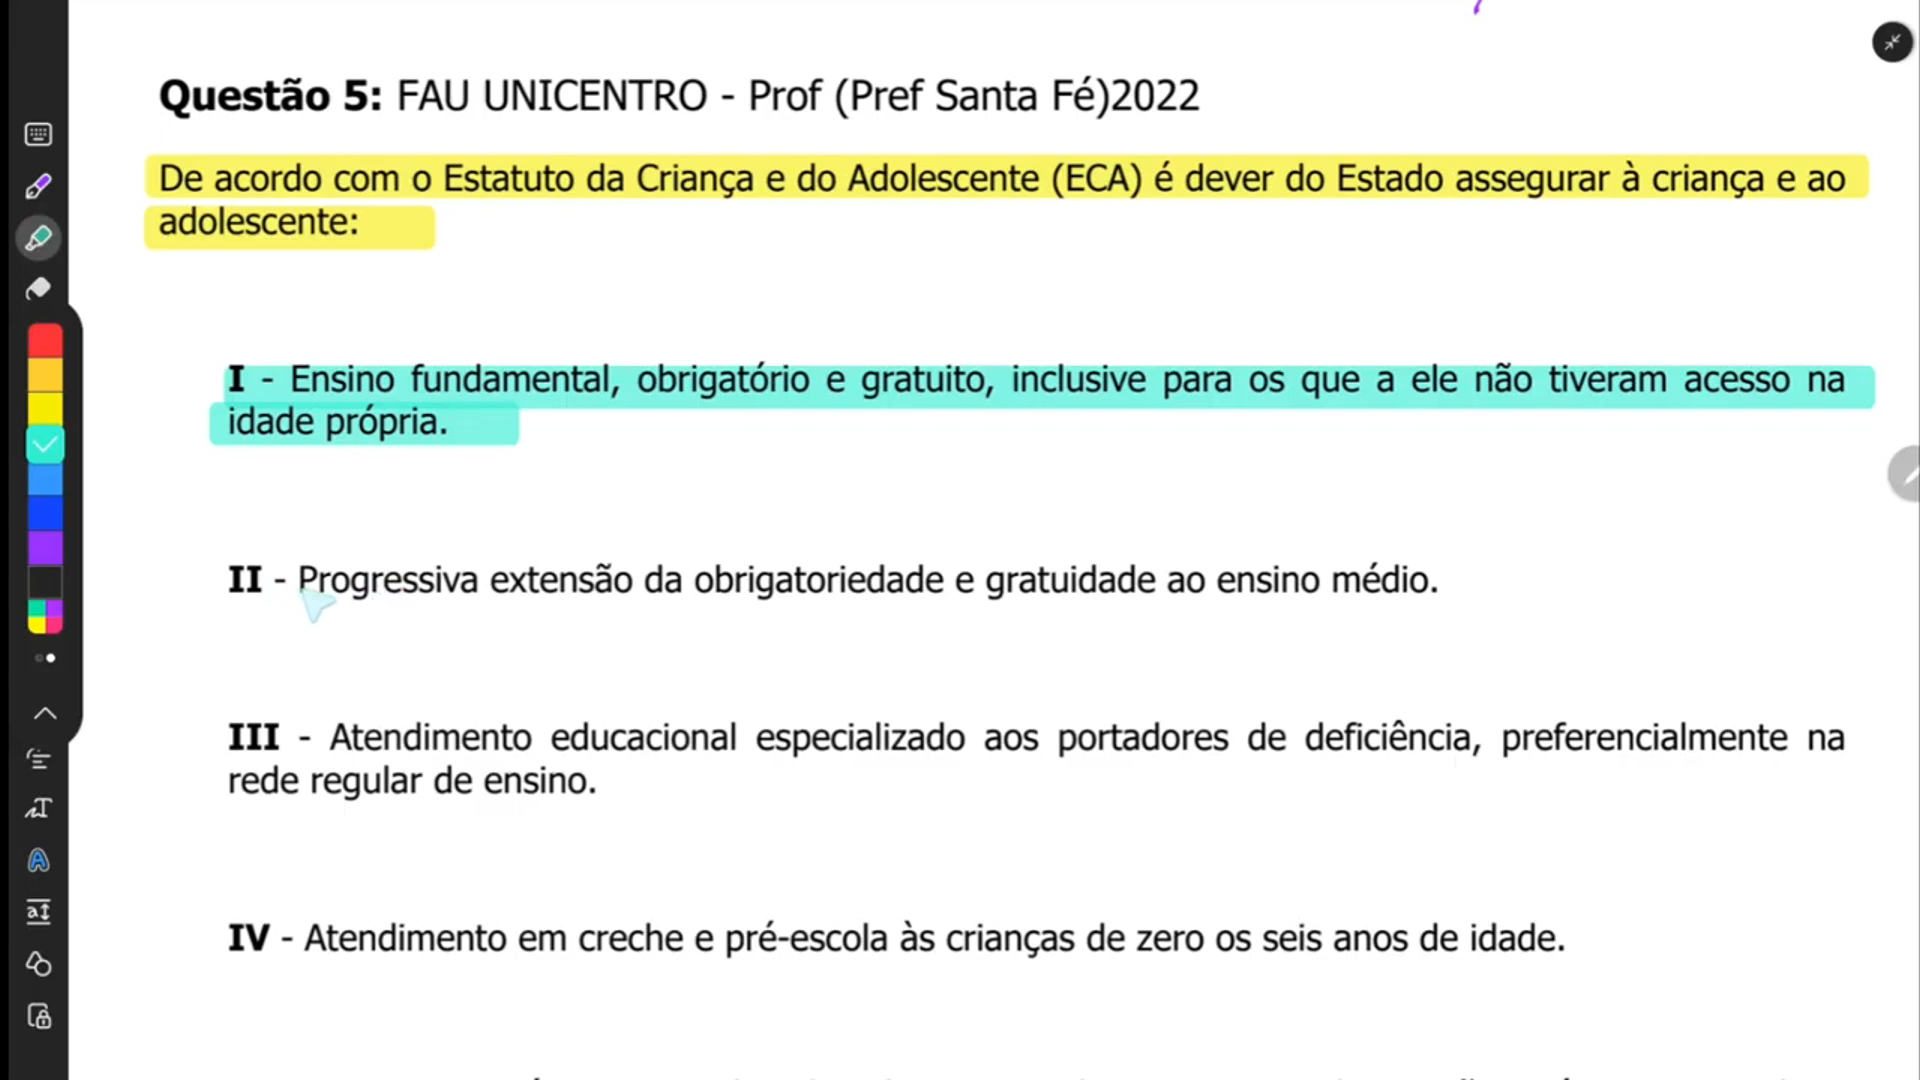 Questão 5: FAU UNICENTRO - Prof (Pref Santa Fé)2022
De acordo com o Estatuto da Criança e do Adolescente (ECA) é dever do Estado assegurar à criança e ao
adolescente:
I - Ensino fundamental, obrigatório e gratuito, inclusive para os que a ele não tiveram acesso na
idade própria.
II - Progressiva extensão da obrigatoriedade e gratuidade ao ensino médio.
III - Atendimento educacional especializado aos portadores de deficiência, preferencialmente na
rede regular de ensino.
IV - Atendimento em creche e pré-escola às crianças de zero os seis anos de idade.